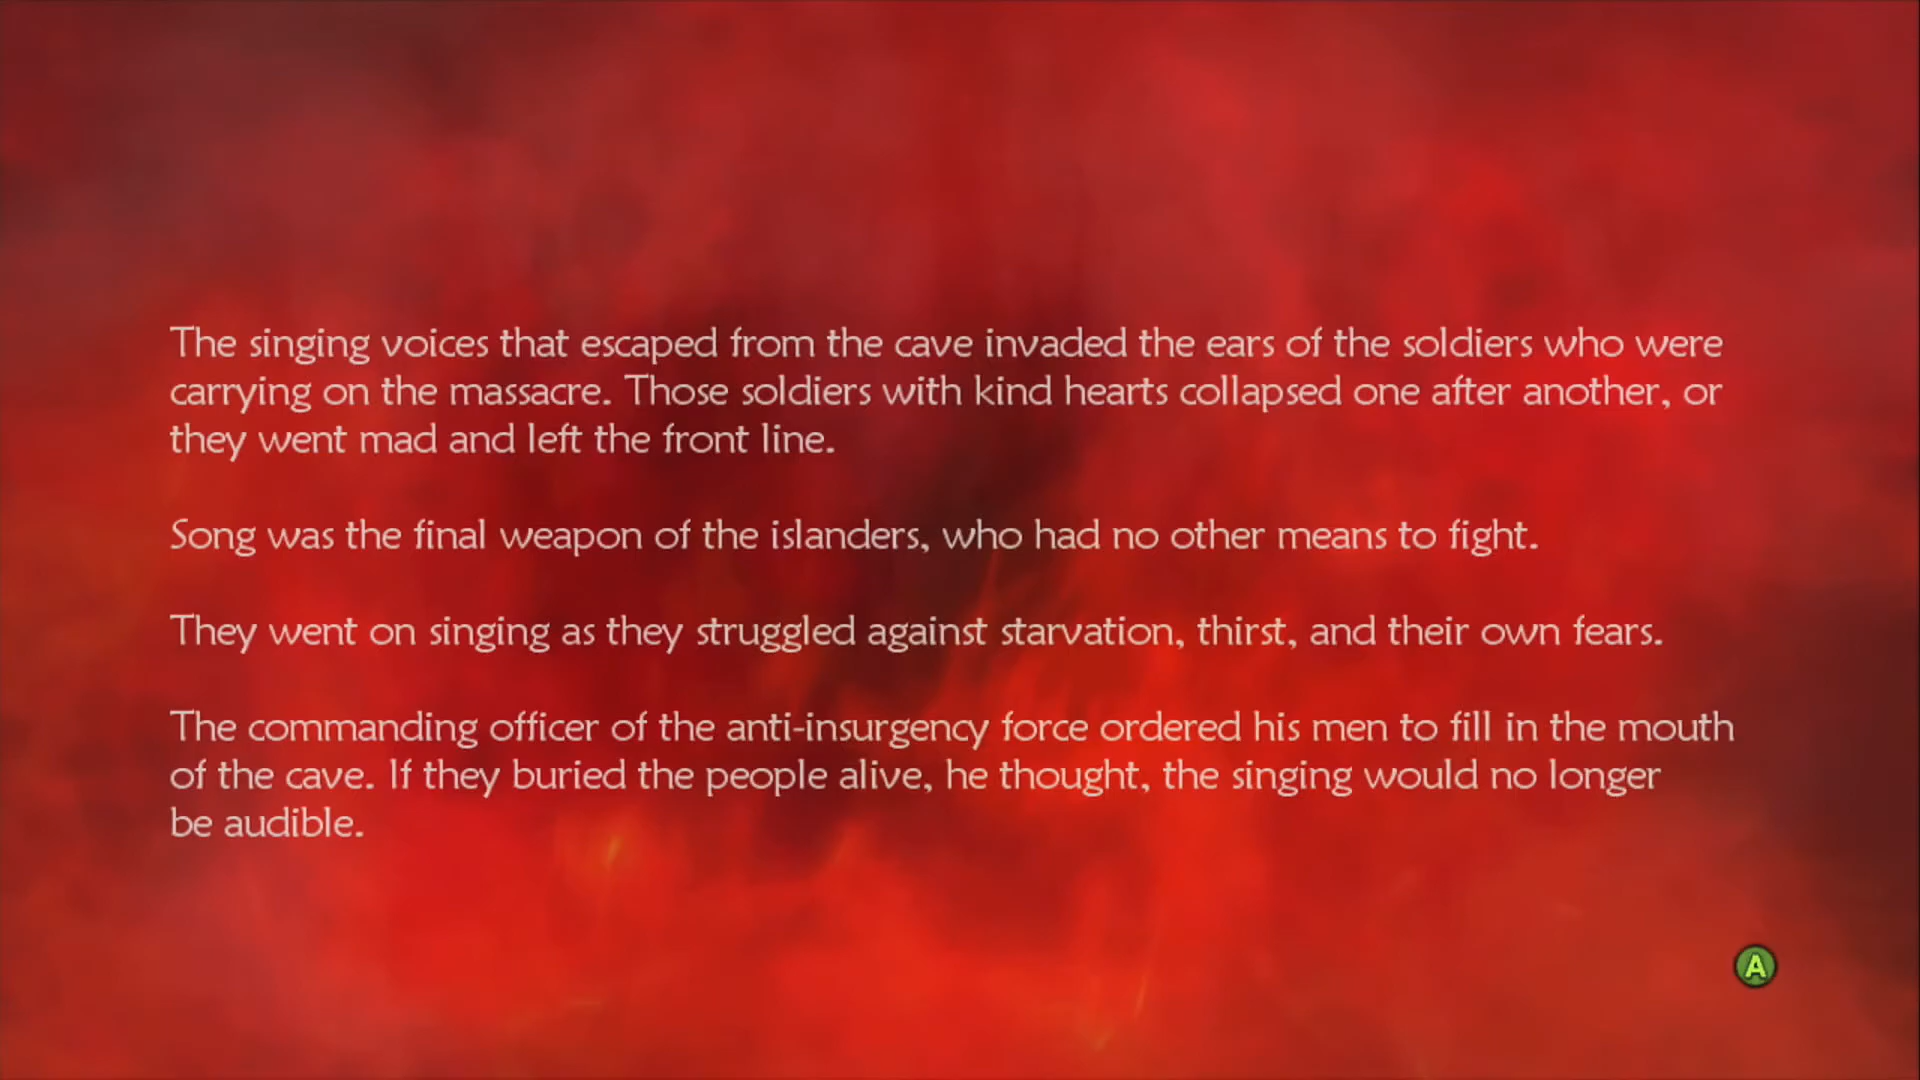 The singing voices that escaped from the cave invaded the ears of the soldiers who were
carrying on the massacre. Those soldiers with kind hearts collapsed one after another, or
they went mad and left the front line.
Song was the final weapon of the islanders, who had no other means to fight.
They went on singing as they struggled against starvation, thirst, and their own fears.
The commanding officer of the anti-insurgency force ordered his men to fill in the mouth
of the cave. If they buried the people alive, he thought, the singing would no longer
be audible.
A